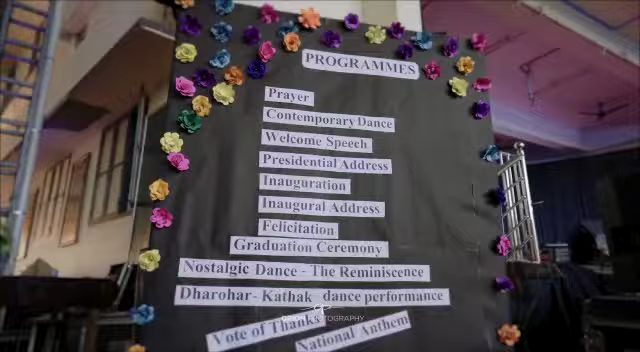 PROGRAMMES
Prayer
Contemporary Dance
Welcome Speech
Presidential Address
Inauguration
Inaugural Address
Felicitation
Graduation Ceremony
Nostalgic Dance - The Reminiscence
Dharohar- Kathak dance performance
Vote of Thanks
National Anthem